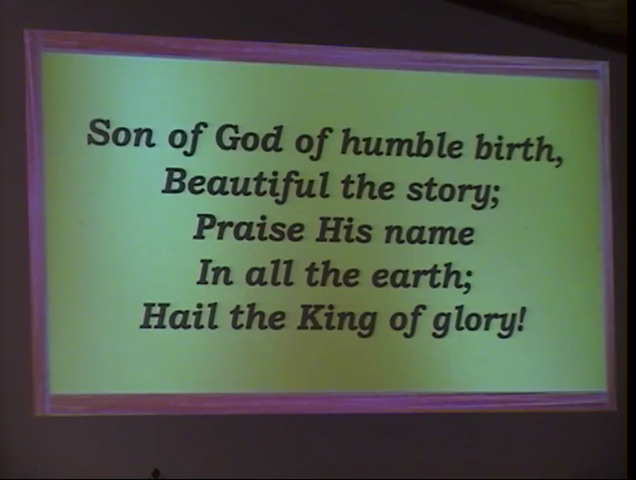 Son of God of humble birth,
Beautiful the story;
Praise His name
In all the earth;
Hail the King of glory!